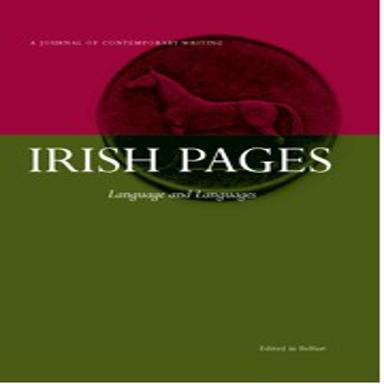 A JOURNAL OF CONTEMPORARY WRITING
IRISH PAGES
Language and Languages
Edited in Belfast